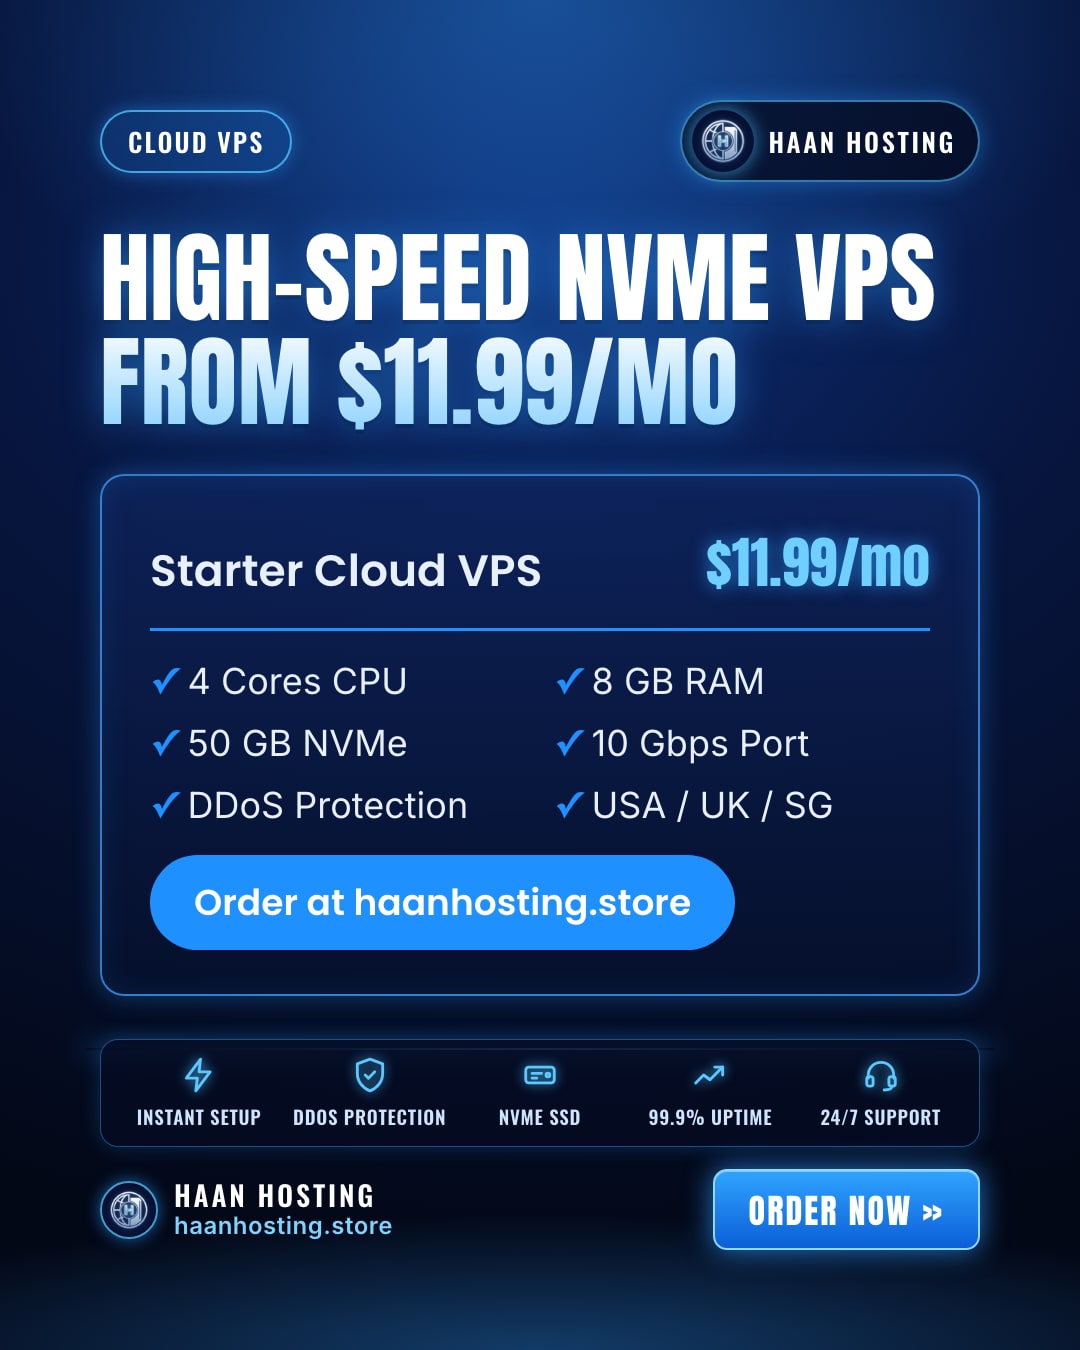 CLOUD VPS
HAAN HOSTING
HIGH-SPEED NVME VPS
FROM $11.99/MO
Starter Cloud VPS
$11.99/mo
✓ 4 Cores CPU
✓ 8 GB RAM
✓ 50 GB NVMe
✓ 10 Gbps Port
✓ DDoS Protection
✓ USA / UK / SG
Order at haanhosting.store
INSTANT SETUP
DDOS PROTECTION
NVME SSD
99.9% UPTIME
24/7 SUPPORT
HAAN HOSTING
haanhosting.store
ORDER NOW »